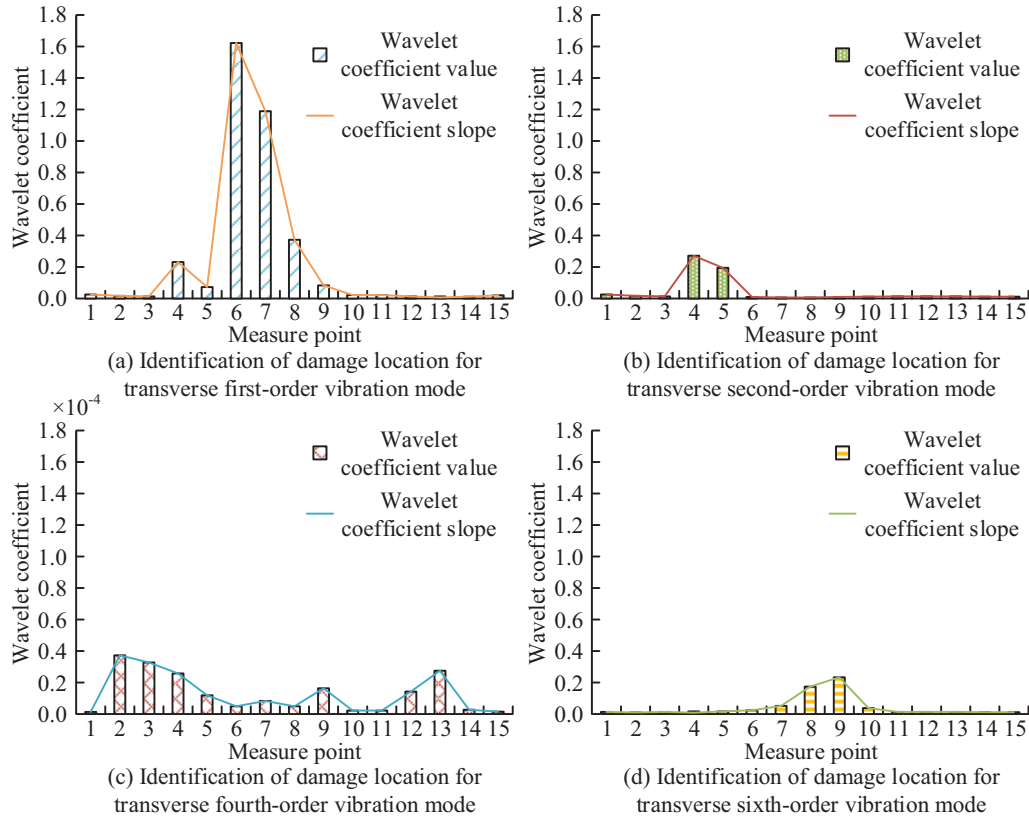 1.8
1.6
1.4
1.2
1.0
0.8
0.6
0.4
0.2
0.0
Wavelet coefficient
Wavelet
coefficient value
Wavelet
coefficient slope
1 2 3 4 5 6 7 8 9 10 11 12 13 14 15
Measure point
(a) Identification of damage location for
transverse first-order vibration mode
1.8
1.6
1.4
1.2
1.0
0.8
0.6
0.4
0.2
0.0
Wavelet coefficient
Wavelet
coefficient value
Wavelet
coefficient slope
1 2 3 4 5 6 7 8 9 10 11 12 13 14 15
Measure point
(b) Identification of damage location for
transverse second-order vibration mode
×10-4
1.8
1.6
1.4
1.2
1.0
0.8
0.6
0.4
0.2
0.0
Wavelet coefficient
Wavelet
coefficient value
Wavelet
coefficient slope
1 2 3 4 5 6 7 8 9 10 11 12 13 14 15
Measure point
(c) Identification of damage location for
transverse fourth-order vibration mode
1.8
1.6
1.4
1.2
1.0
0.8
0.6
0.4
0.2
0.0
Wavelet coefficient
Wavelet
coefficient value
Wavelet
coefficient slope
1 2 3 4 5 6 7 8 9 10 11 12 13 14 15
Measure point
(d) Identification of damage location for
transverse sixth-order vibration mode